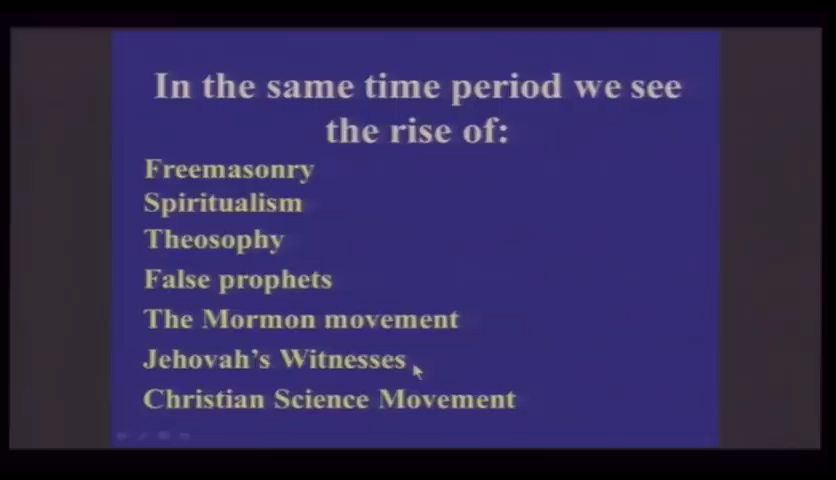 In the same time period we see
the rise of:
Freemasonry
Spiritualism
Theosophy
False prophets
The Mormon movement
Jehovah's Witnesses
Christian Science Movement